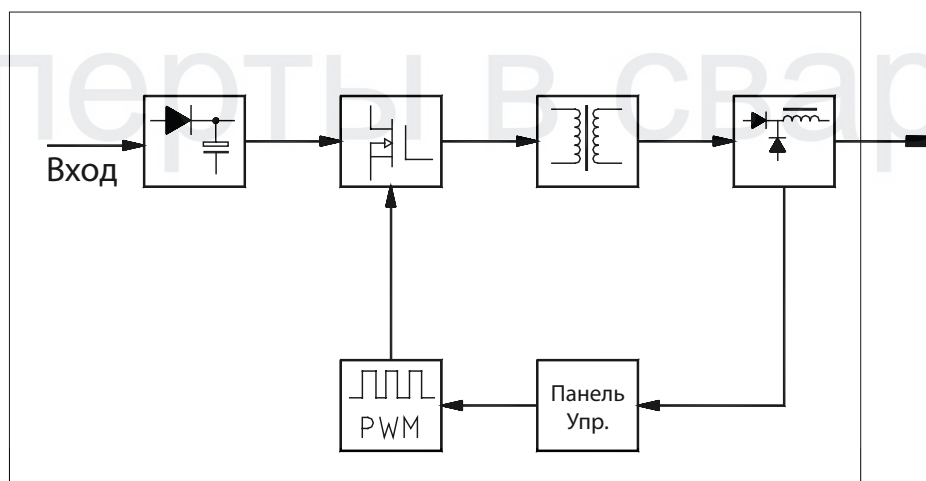 перты в свар
Вход
Панель
Упр.
PWM